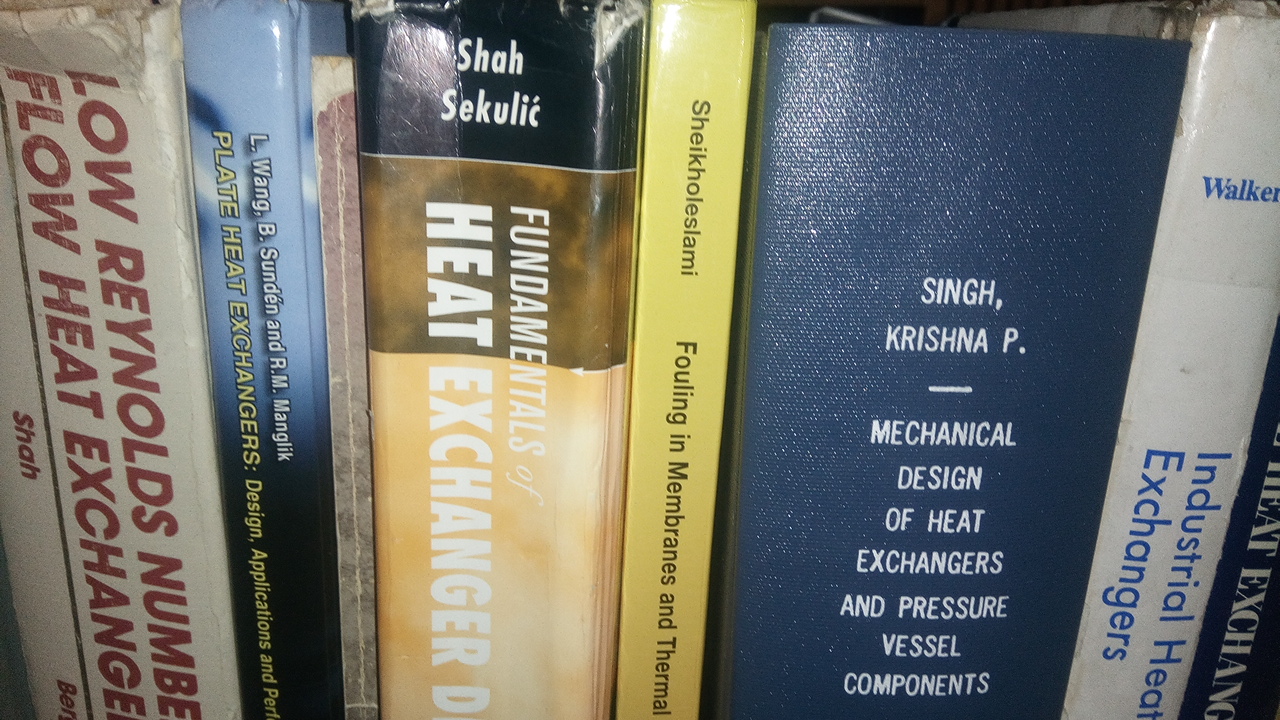 LOW REYNOLDS NUMBE
FLOW HEAT EXCHANGE
Shah
L. Wang, B. Sundén and R.M. Manglik
PLATE HEAT EXCHANGERS: Design, Applications and Perf
Shah
Sekulić
FUNDAMENTALS of
HEAT EXCHANGER D
Sheikholeslami
Fouling in Membranes and Thermal
SINGH,
KRISHNA P.
MECHANICAL
DESIGN
OF HEAT
EXCHANGERS
AND PRESSURE
VESSEL
COMPONENTS
Walker
Industrial Heat
Exchangers
HEAT EXCHANG